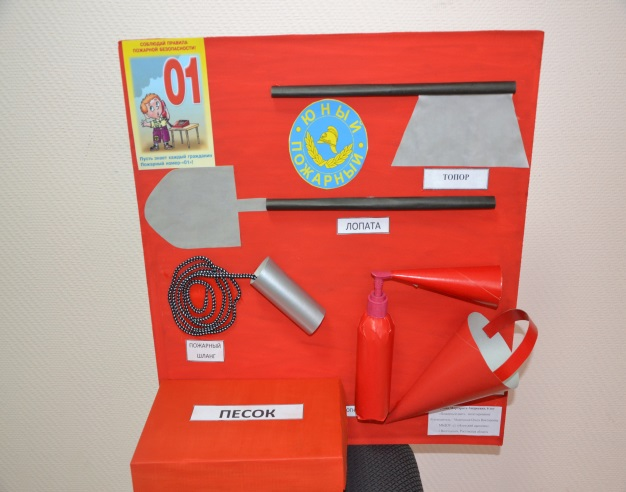 СОБЛЮДАЙ ПРАВИЛА
ПОЖАРНОЙ БЕЗОПАСНОСТИ!
01
Пусть знает каждый гражданин
Пожарный номер «01»!
ЮНЫЙ
ПОЖАРНЫЙ
ТОПОР
ЛОПАТА
ПОЖАРНЫЙ
ШЛАНГ
ПЕСОК